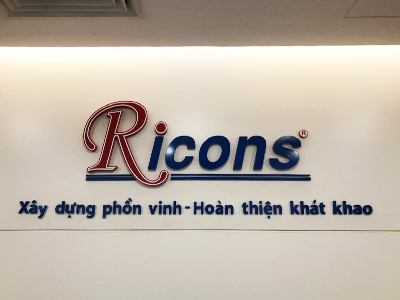 Ricons®
Xây dựng phồn vinh - Hoàn thiện khát khao